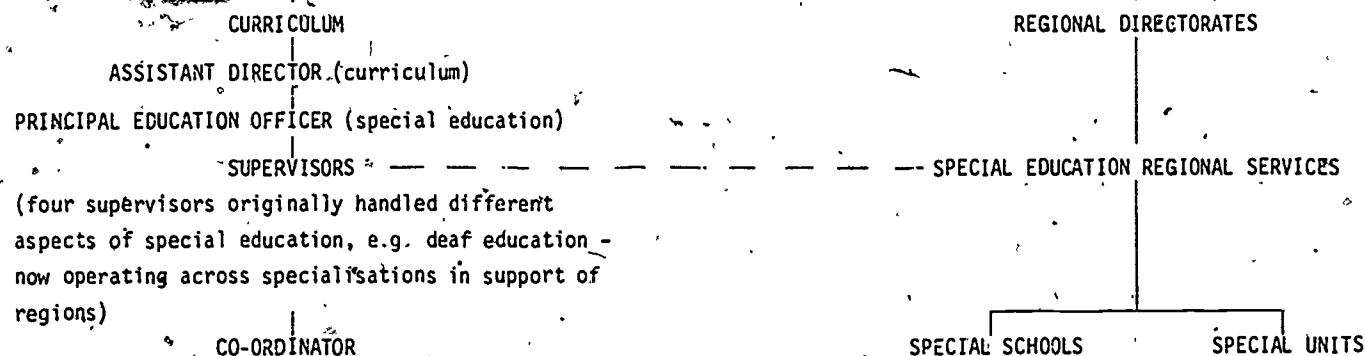 CURRICULUM
ASSISTANT DIRECTOR (curriculum)
PRINCIPAL EDUCATION OFFICER (special education)
SUPERVISORS
(four supervisors originally handled different
aspects of special education, e.g. deaf education -
now operating across specialisations in support of
regions)
CO-ORDINATOR
REGIONAL DIRECTORATES
SPECIAL EDUCATION REGIONAL SERVICES
SPECIAL SCHOOLS
SPECIAL UNITS